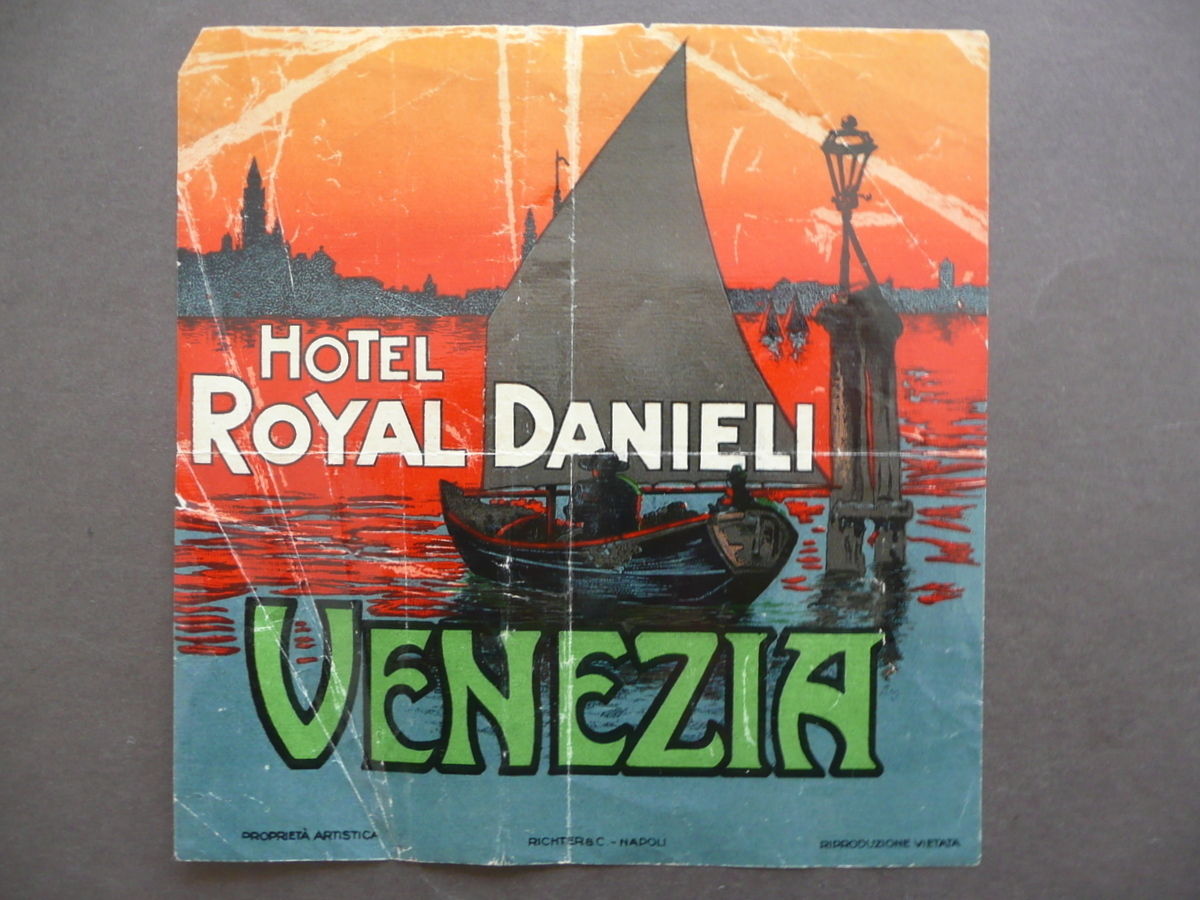 HOTEL
ROYAL DANIELI
VENEZIA
PROPRIETÀ ARTISTICA RICHTER & C. - NAPOLI RIPRODUZIONE VIETATA